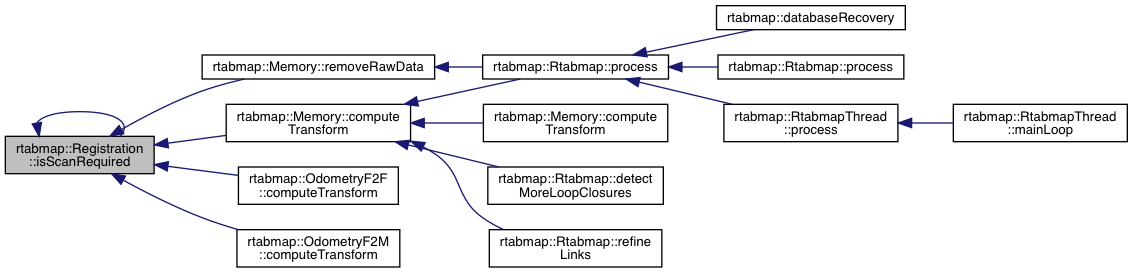 rtabmap::databaseRecovery
rtabmap::Memory::removeRawData
rtabmap::Rtabmap::process
rtabmap::Rtabmap::process
rtabmap::Memory::compute
Transform
rtabmap::Memory::compute
Transform
rtabmap::RtabmapThread
::process
rtabmap::RtabmapThread
::mainLoop
rtabmap::Registration
::isScanRequired
rtabmap::OdometryF2F
::computeTransform
rtabmap::Rtabmap::detect
MoreLoopClosures
rtabmap::OdometryF2M
::computeTransform
rtabmap::Rtabmap::refine
Links